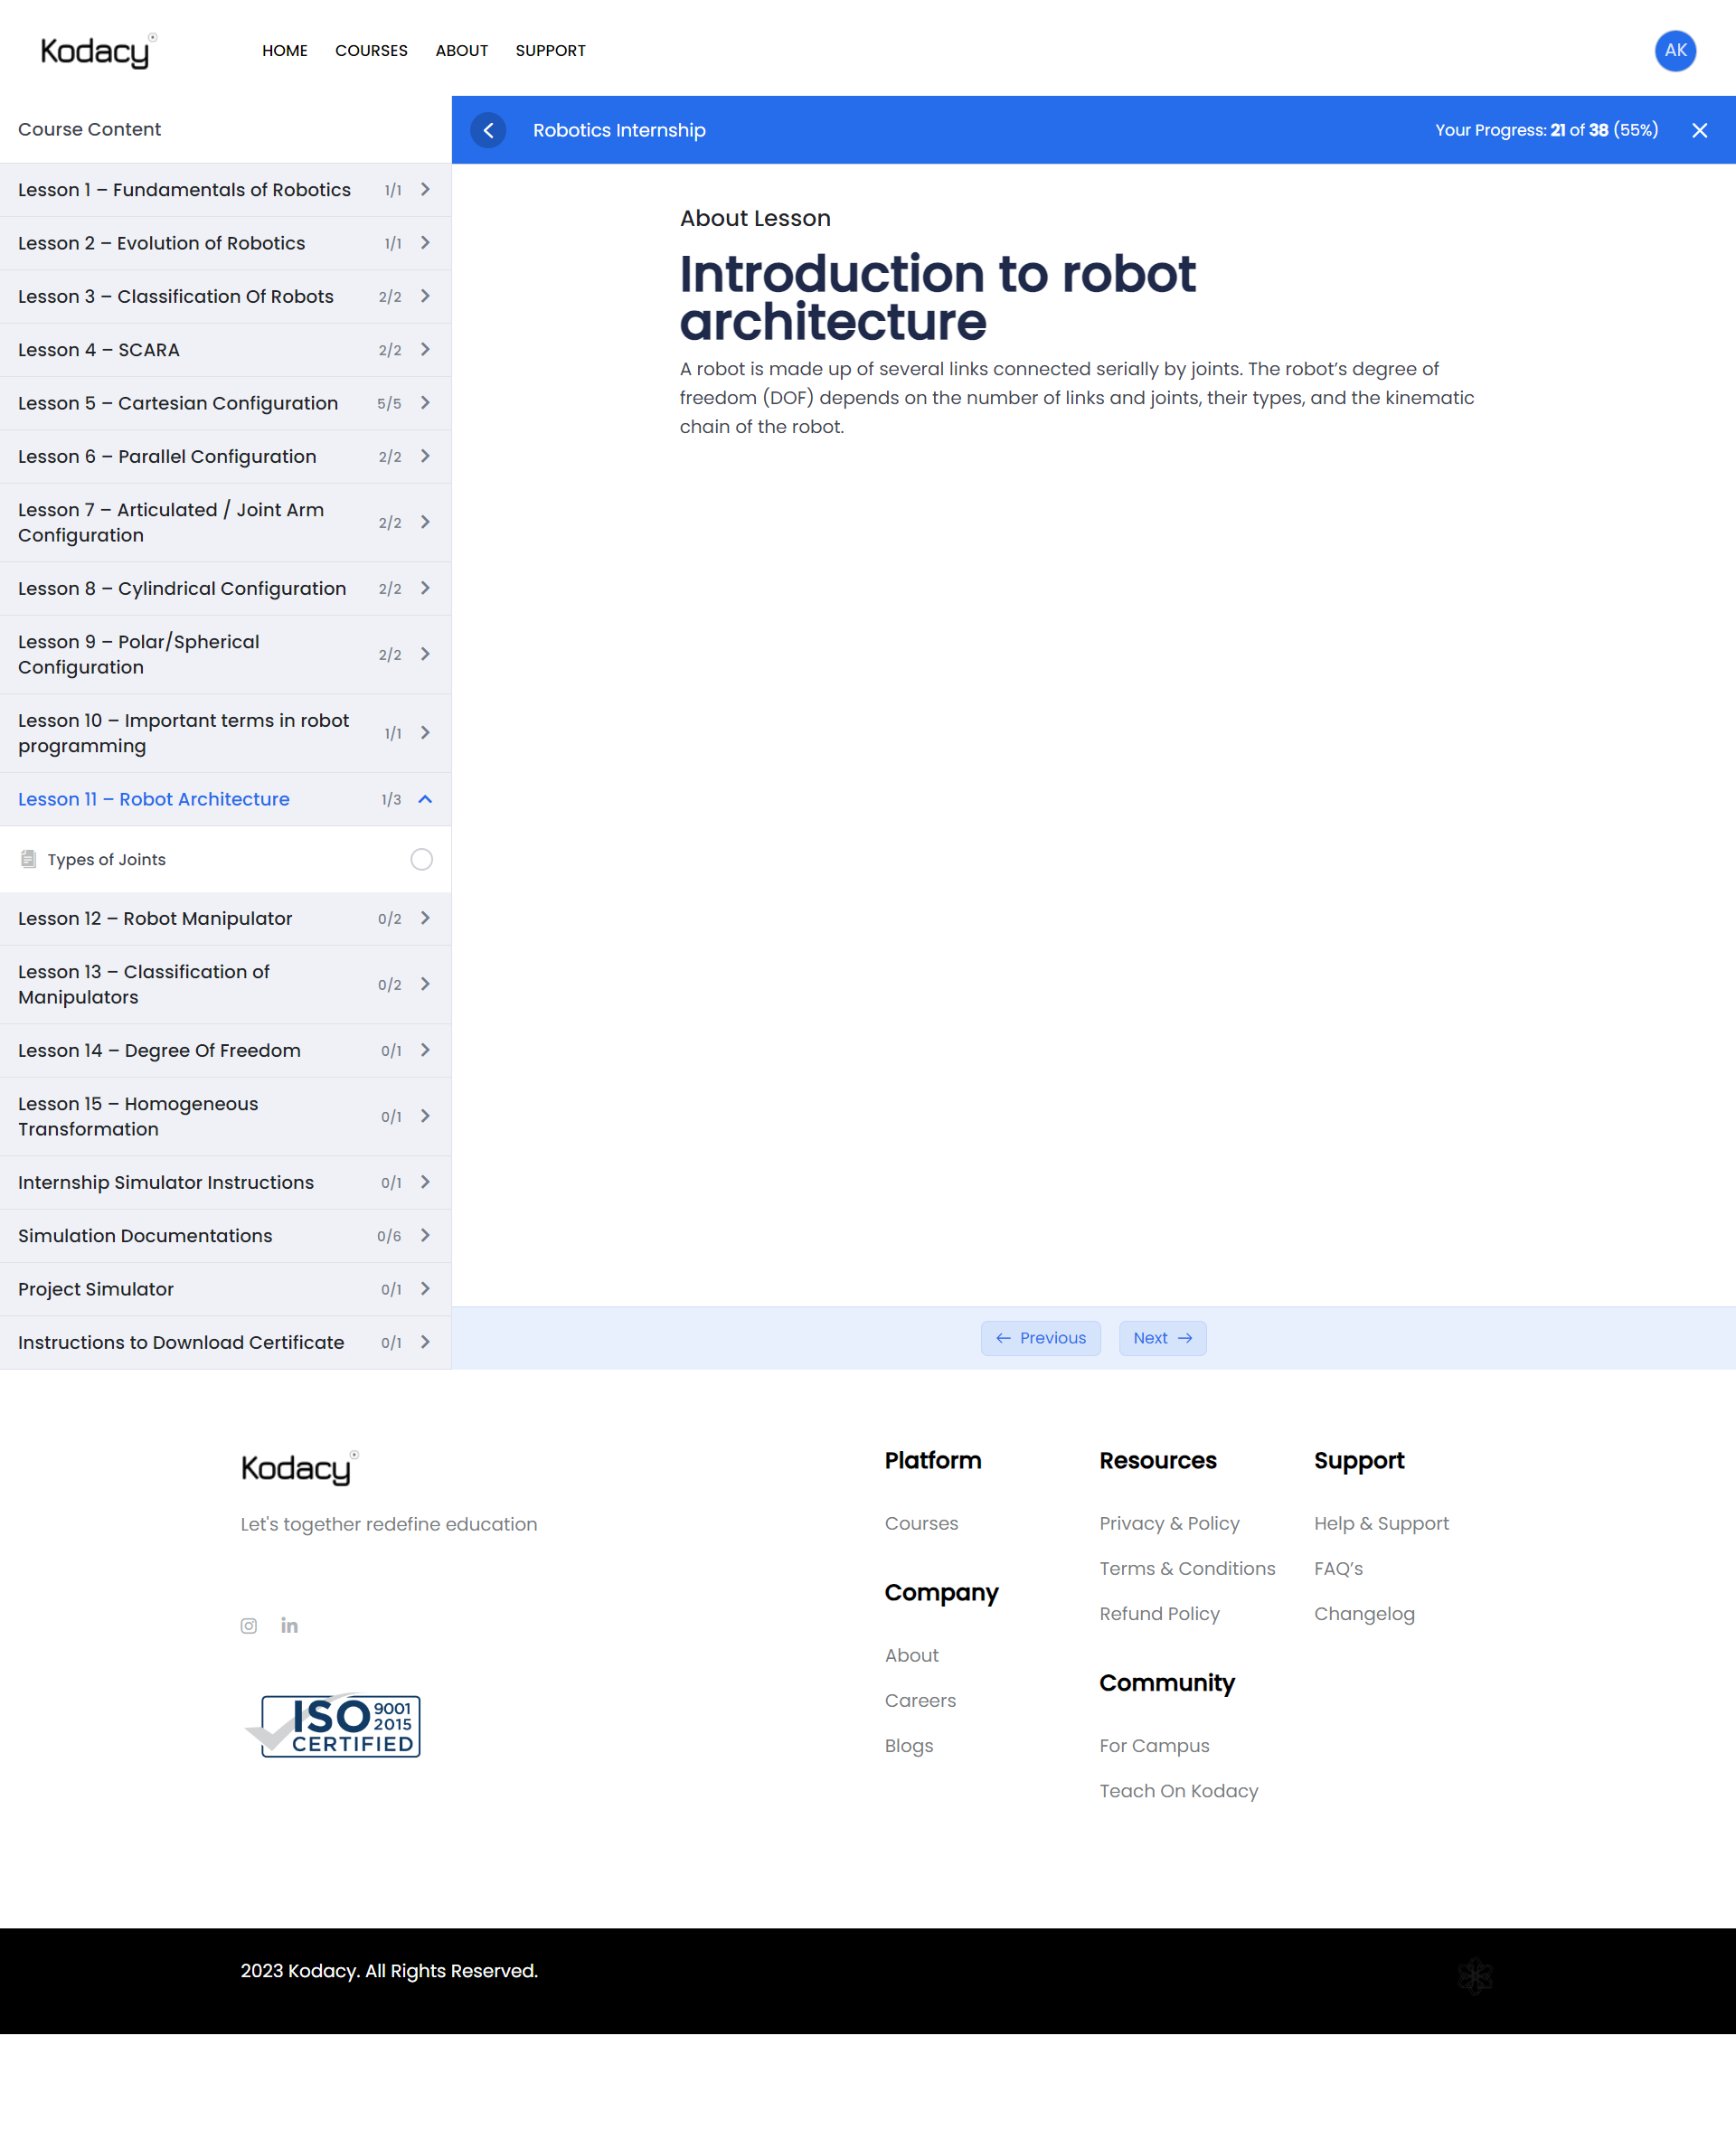 Kodacy
HOME COURSES ABOUT SUPPORT
AK
Course Content
Lesson 1 – Fundamentals of Robotics 1/1
Lesson 2 – Evolution of Robotics 1/1
Lesson 3 – Classification Of Robots 2/2
Lesson 4 – SCARA 2/2
Lesson 5 – Cartesian Configuration 5/5
Lesson 6 – Parallel Configuration 2/2
Lesson 7 – Articulated / Joint Arm
Configuration 2/2
Lesson 8 – Cylindrical Configuration 2/2
Lesson 9 – Polar/Spherical
Configuration 2/2
Lesson 10 – Important terms in robot
programming 1/1
Lesson 11 – Robot Architecture 1/3
Types of Joints
Lesson 12 – Robot Manipulator 0/2
Lesson 13 – Classification of
Manipulators 0/2
Lesson 14 – Degree Of Freedom 0/1
Lesson 15 – Homogeneous
Transformation 0/1
Internship Simulator Instructions 0/1
Simulation Documentations 0/6
Project Simulator 0/1
Instructions to Download Certificate 0/1
Robotics Internship
Your Progress: 21 of 38 (55%)
About Lesson
Introduction to robot
architecture
A robot is made up of several links connected serially by joints. The robot’s degree of
freedom (DOF) depends on the number of links and joints, their types, and the kinematic
chain of the robot.
Previous
Next
Kodacy
Let's together redefine education
ISO 9001
2015
CERTIFIED
Platform
Courses
Company
About
Careers
Blogs
Resources
Privacy & Policy
Terms & Conditions
Refund Policy
Community
For Campus
Teach On Kodacy
Support
Help & Support
FAQ’s
Changelog
2023 Kodacy. All Rights Reserved.